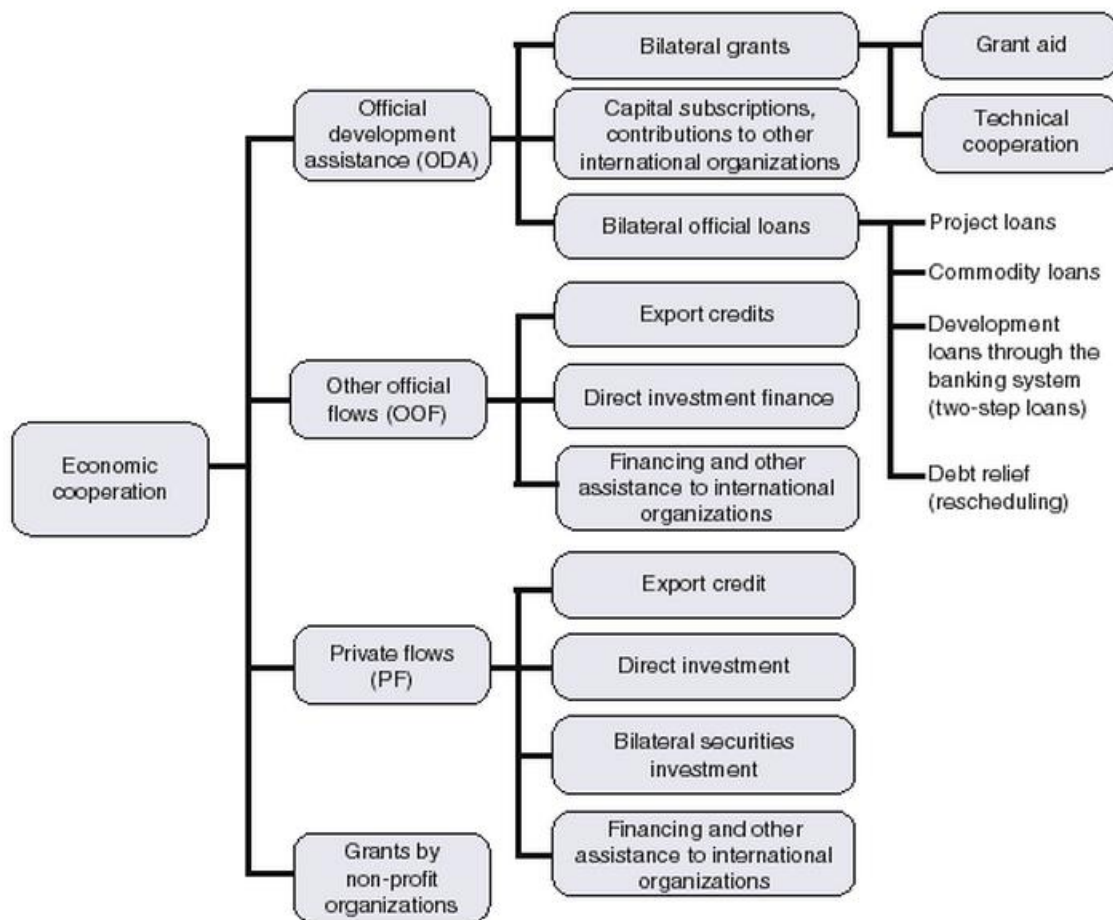 Economic
cooperation
Official
development
assistance (ODA)
Bilateral grants
Grant aid
Technical
cooperation
Capital subscriptions,
contributions to other
international organizations
Bilateral official loans
Project loans
Commodity loans
Development
loans through the
banking system
(two-step loans)
Debt relief
(rescheduling)
Other official
flows (OOF)
Export credits
Direct investment finance
Financing and other
assistance to international
organizations
Private flows
(PF)
Export credit
Direct investment
Bilateral securities
investment
Financing and other
assistance to international
organizations
Grants by
non-profit
organizations